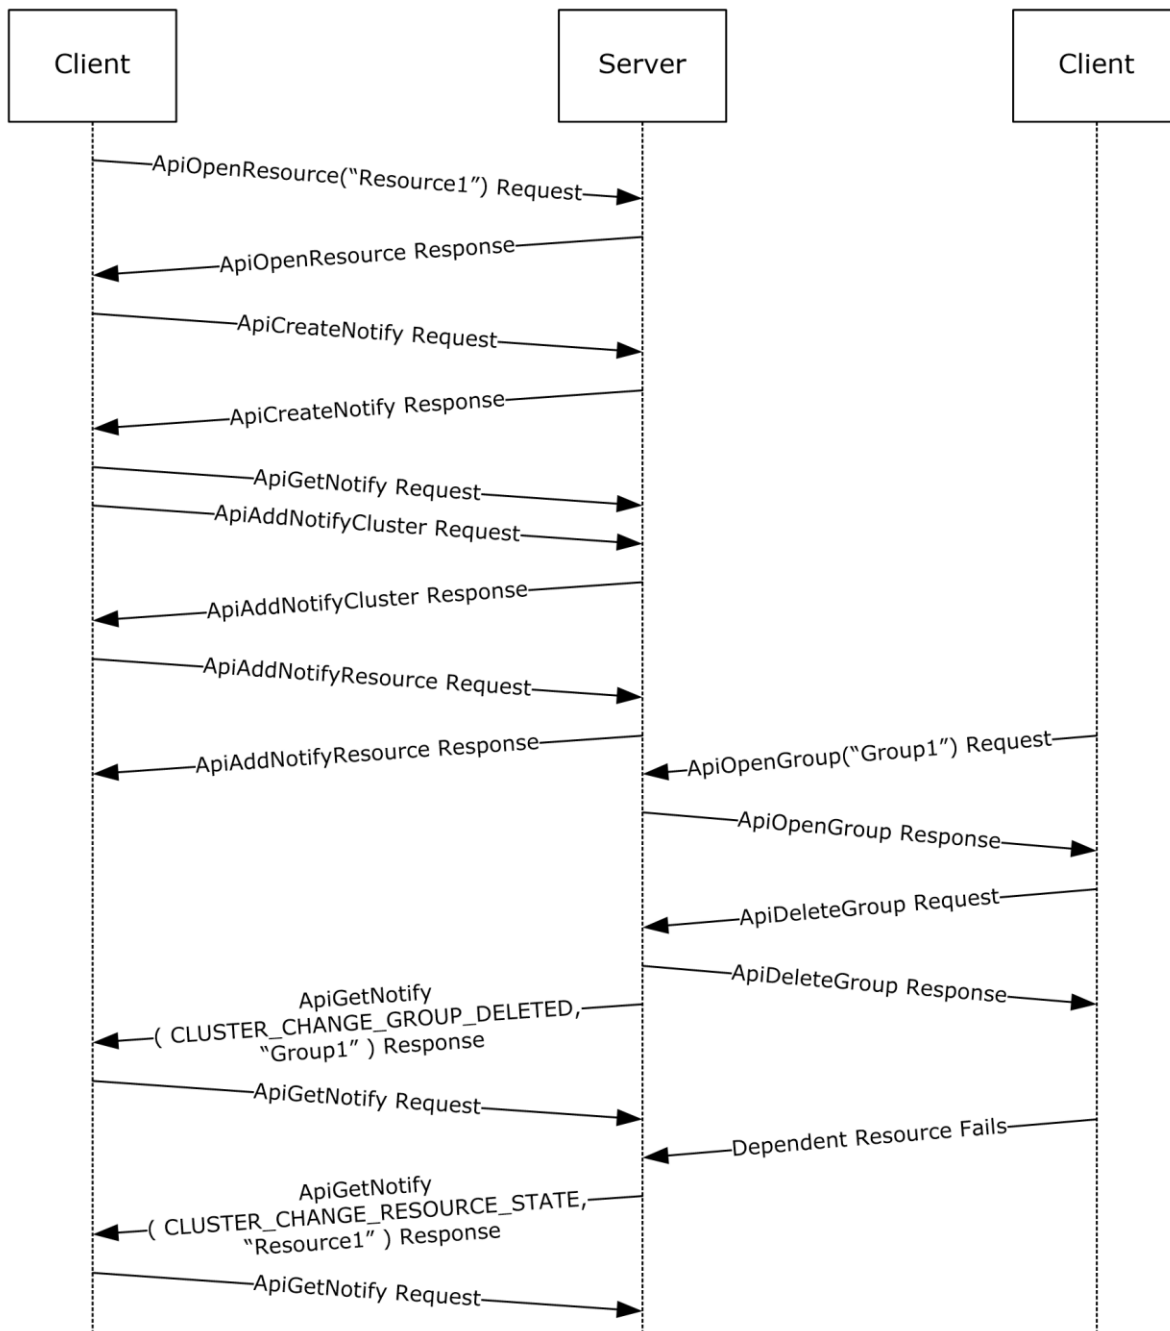 Client
Server
Client
ApiOpenResource(“Resource1”) Request
ApiOpenResource Response
ApiCreateNotify Request
ApiCreateNotify Response
ApiGetNotify Request
ApiAddNotifyCluster Request
ApiAddNotifyCluster Response
ApiAddNotifyResource Request
ApiAddNotifyResource Response
ApiOpenGroup(“Group1”) Request
ApiOpenGroup Response
ApiDeleteGroup Request
ApiDeleteGroup Response
ApiGetNotify
( CLUSTER_CHANGE_GROUP_DELETED,
“Group1” ) Response
ApiGetNotify Request
Dependent Resource Fails
ApiGetNotify
( CLUSTER_CHANGE_RESOURCE_STATE,
“Resource1” ) Response
ApiGetNotify Request